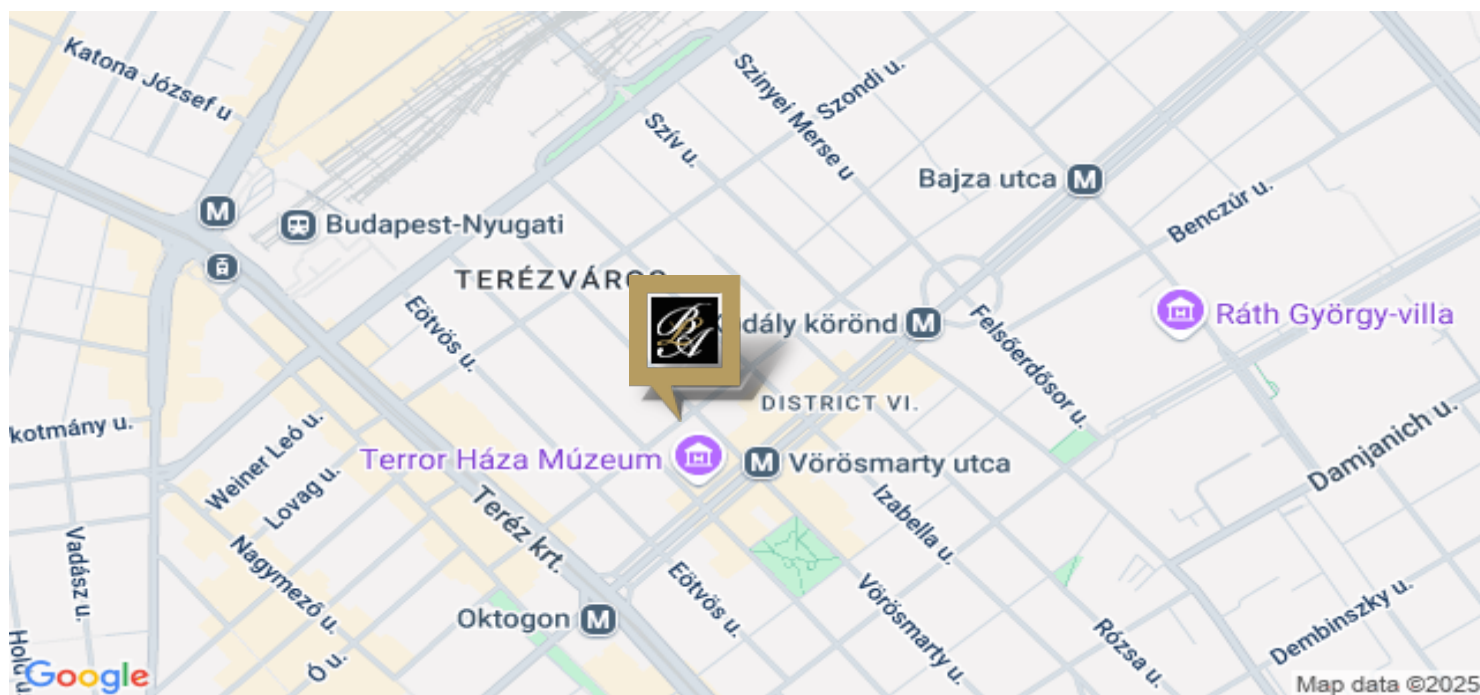 Katona József u
Szinyei Merse u
Szondi u.
Szív u.
Bajza utca
M
Benczúr u.
M
Budapest-Nyugati
TERÉZVÁROS
Eötvös u.
B
L
A
Kodály körönd
M
Felsőerdősor u.
Ráth György-villa
DISTRICT VI.
kotmány u.
Weiner Leó u.
Lovag u.
Terror Háza Múzeum
M
Vörösmarty utca
Damjanich u.
Teréz krt.
Izabella u.
Vadász u.
Nagymező u.
Eötvös u.
Vörösmarty u.
Oktogon
M
Rózsa u.
Dembinszky u.
Hold u
Ó u.
Google
Map data ©2025